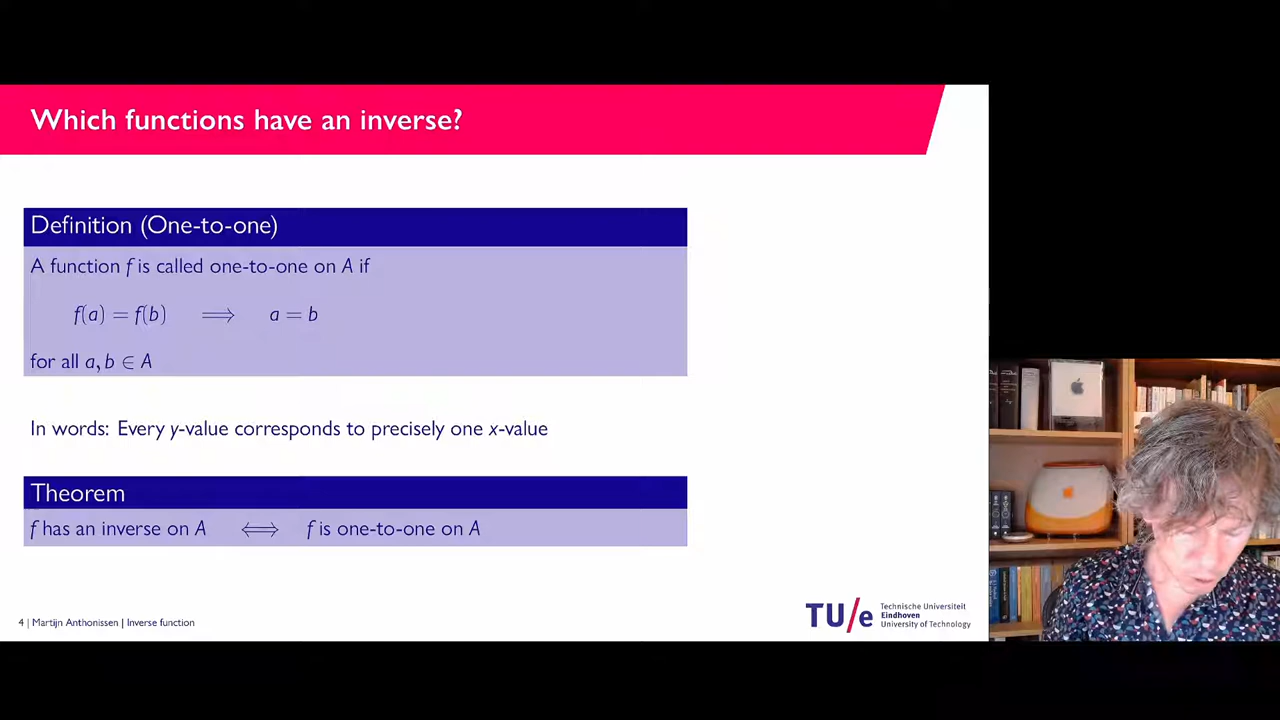 Which functions have an inverse?
Definition (One-to-one)
A function f is called one-to-one on A if
f(a) = f(b) ⟹ a = b
for all a, b ∈ A
In words: Every y-value corresponds to precisely one x-value
Theorem
f has an inverse on A ⟺ f is one-to-one on A
4 | Martijn Anthonissen | Inverse function
TU/e
Technische Universiteit
Eindhoven
University of Technology